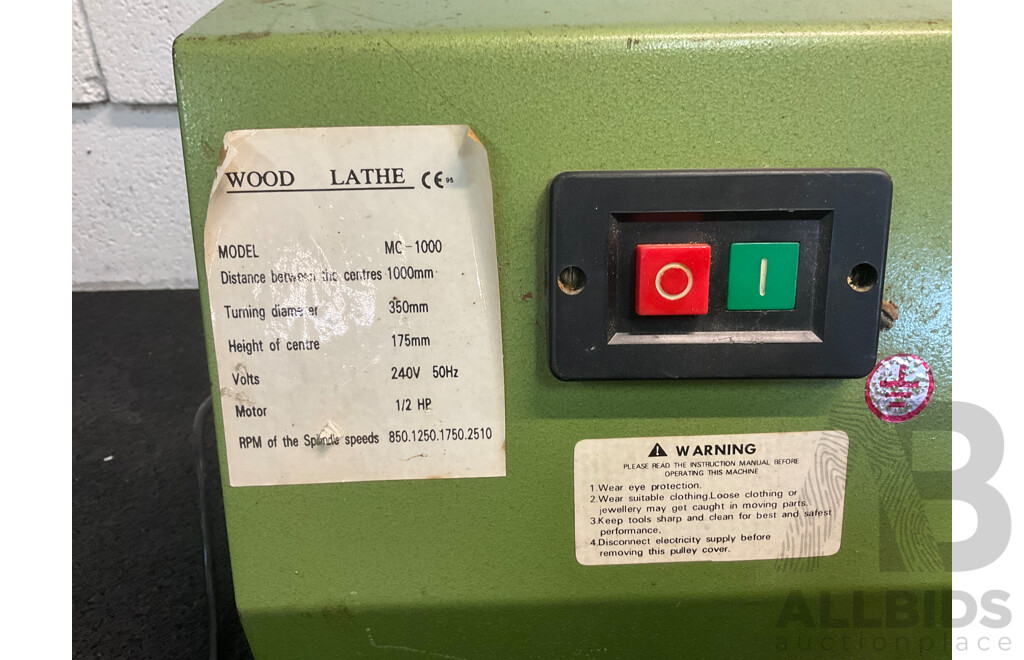 WOOD LATHE CE 95
MODEL MC-1000
Distance between the centres 1000mm
Turning diameter 350mm
Height of centre 175mm
Volts 240V 50Hz
Motor 1/2 HP
RPM of the Spindle speeds 850.1250.1750.2510
O I
WARNING
PLEASE READ THE INSTRUCTION MANUAL BEFORE
OPERATING THIS MACHINE
1.Wear eye protection.
2.Wear suitable clothing.Loose clothing or
jewellery may get caught in moving parts.
3.Keep tools sharp and clean for best and safest
performance.
4.Disconnect electricity supply before
removing this pulley cover.
B
ALLBIDS
auctionplace